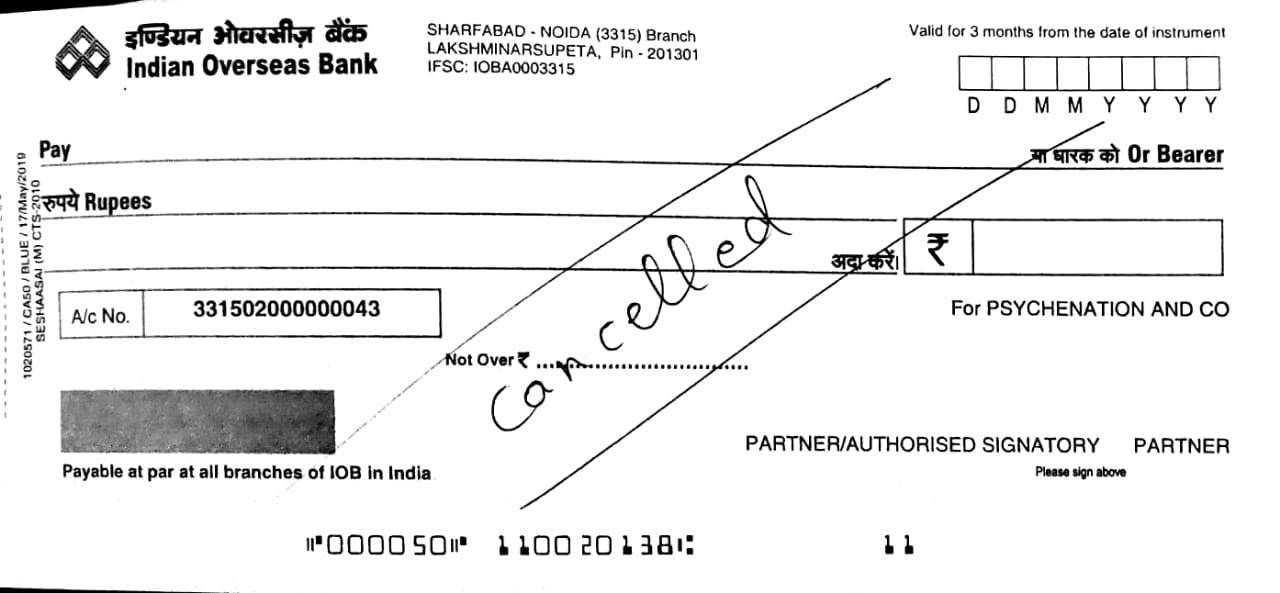 इण्डियन ओवरसीज़ बैंक
Indian Overseas Bank
SHARFABAD - NOIDA (3315) Branch
LAKSHMINARSUPETA, Pin - 201301
IFSC: IOBA0003315
Valid for 3 months from the date of instrument
D D M M Y Y Y Y
Pay
या धारक को Or Bearer
रुपये Rupees
अदा करें।
₹
A/c No. 331502000000043
For PSYCHENATION AND CO
Not Over ₹
Cancelled
PARTNER/AUTHORISED SIGNATORY PARTNER
Please sign above
Payable at par at all branches of IOB in India
1020571 / CA50 / BLUE / 17/May/2019
SESHAASAI (M) CTS-2010
⑈000050⑈ 110020138⑆ 11